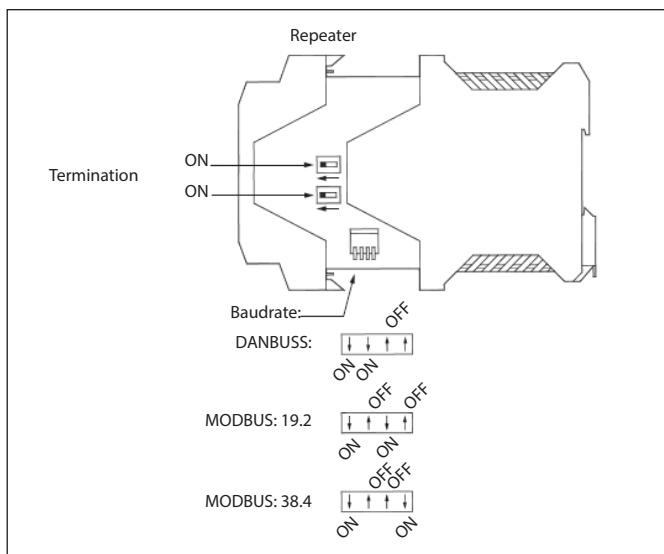 Repeater
ON
Termination
ON
Baudrate:
OFF
DANBUSS:
ON ON
OFF OFF
MODBUS: 19.2
ON ON
OFF OFF
MODBUS: 38.4
ON ON